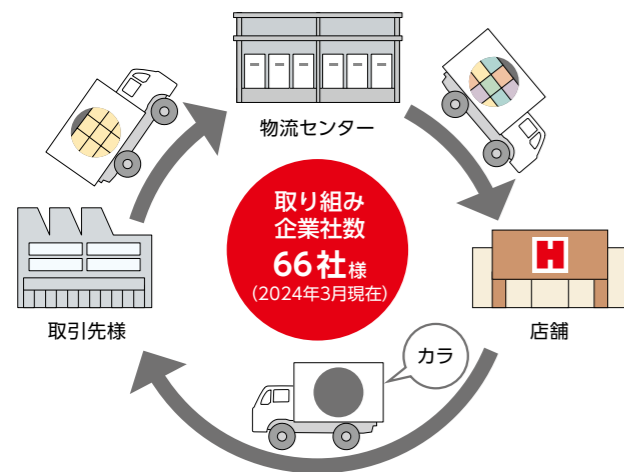 物流センター
取り組み
企業社数
66社様
(2024年3月現在)
取引先様
H
店舗
カラ